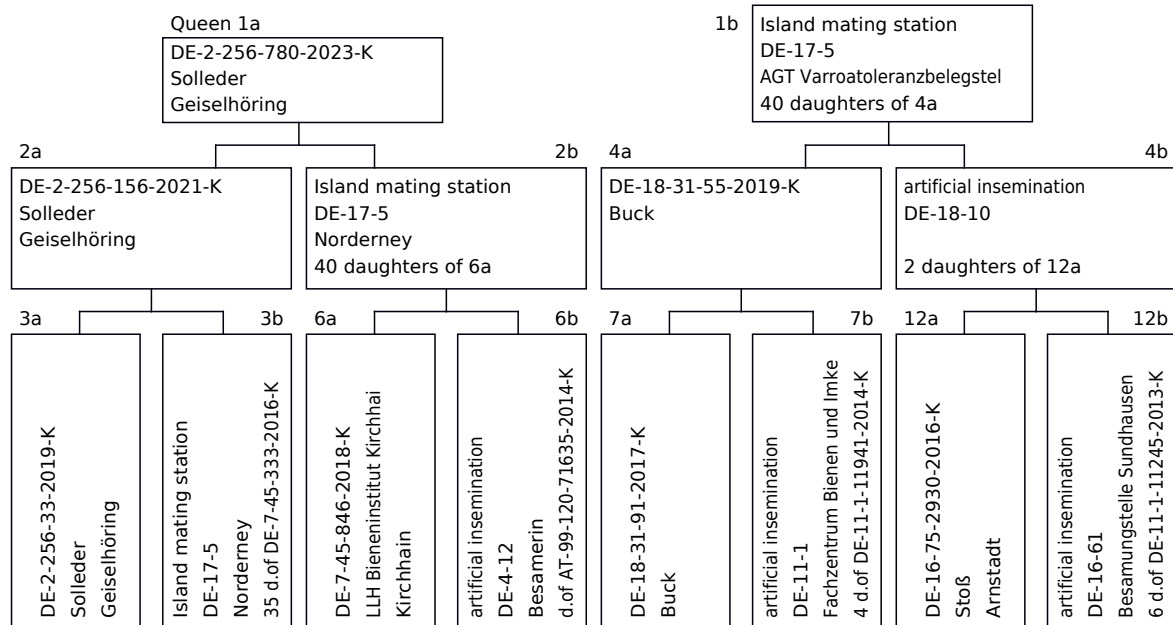 Queen 1a
DE-2-256-780-2023-K
Solleder
Geiselhöring
1b
Island mating station
DE-17-5
AGT Varroatoleranzbelegstel
40 daughters of 4a
2a
DE-2-256-156-2021-K
Solleder
Geiselhöring
2b
Island mating station
DE-17-5
Norderney
40 daughters of 6a
4a
DE-18-31-55-2019-K
Buck
4b
artificial insemination
DE-18-10
2 daughters of 12a
3a
DE-2-256-33-2019-K
Solleder
Geiselhöring
3b
Island mating station
DE-17-5
Norderney
35 d.of DE-7-45-333-2016-K
6a
DE-7-45-846-2018-K
LLH Bieneninstitut Kirchhai
Kirchhain
6b
artificial insemination
DE-4-12
Besamerin
d.of AT-99-120-71635-2014-K
7a
DE-18-31-91-2017-K
Buck
7b
artificial insemination
DE-11-1
Fachzentrum Bienen und Imke
4 d.of DE-11-1-11941-2014-K
12a
DE-16-75-2930-2016-K
Stoß
Arnstadt
12b
artificial insemination
DE-16-61
Besamungstelle Sundhausen
6 d.of DE-11-1-11245-2013-K